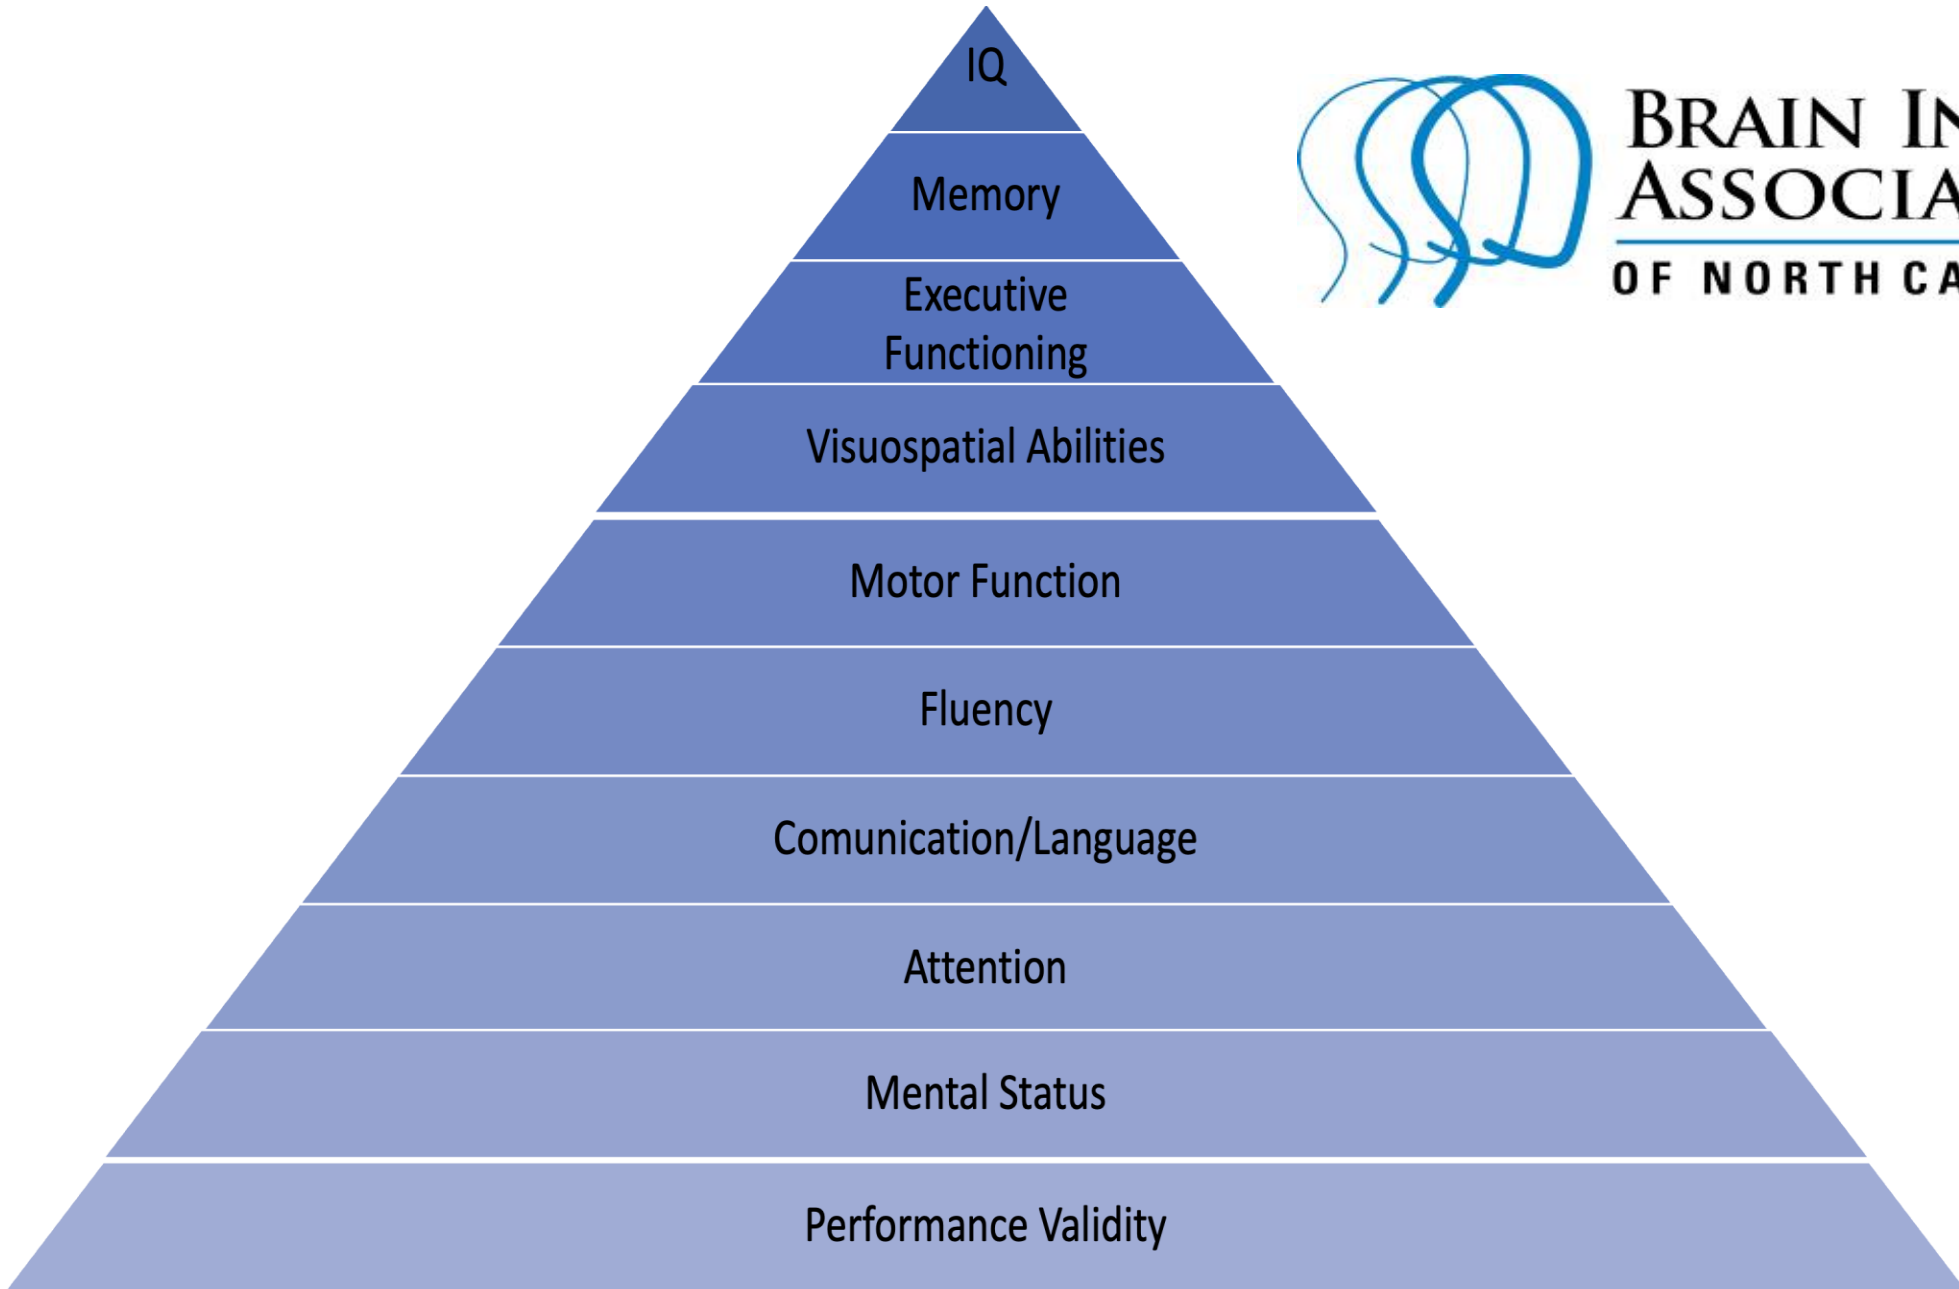 IQ
Memory
Executive
Functioning
Visuospatial Abilities
Motor Function
Fluency
Comunication/Language
Attention
Mental Status
Performance Validity
BRAIN
ASSOCIA
OF NORTH CA